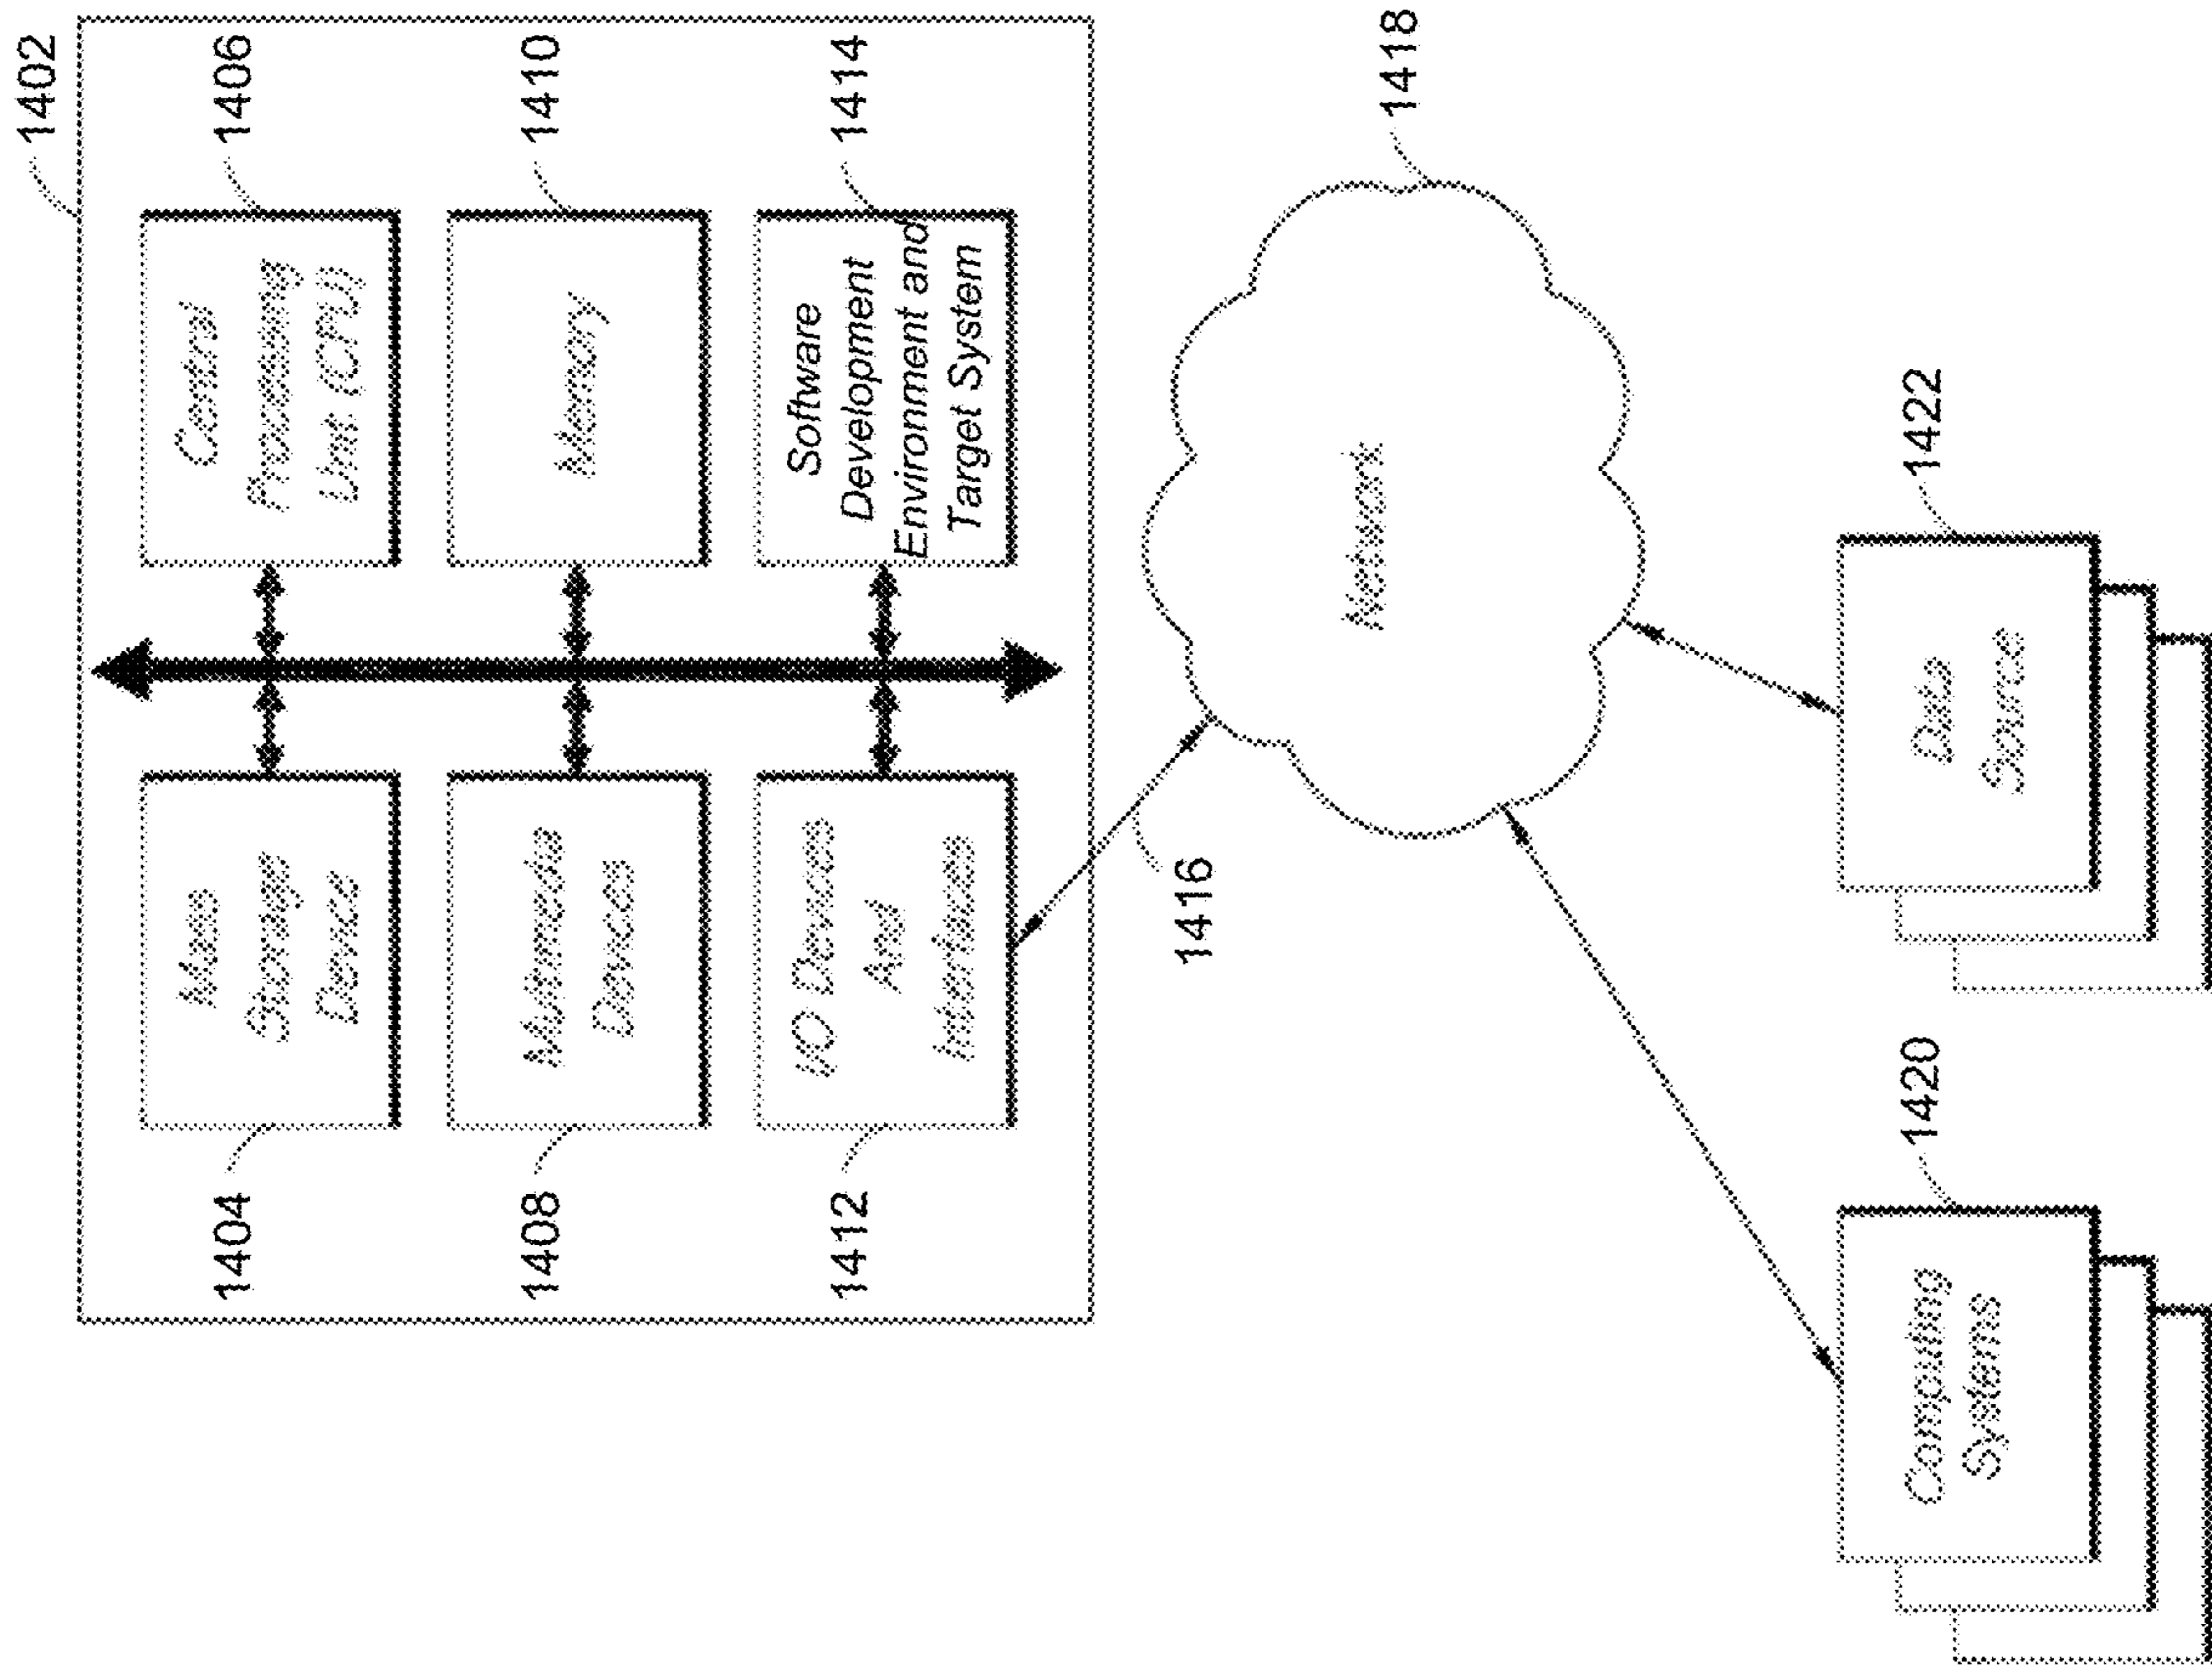 1402
1404
Mass
Storage
Device
Central
Processing
Unit (CPU)
1406
1408
Multimedia
Devices
Memory
1410
1412
I/O Devices
And
Interfaces
Software
Development
Environment and
Target System
1414
1416
Network
1418
Computing
Systems
1420
Data
Source
1422